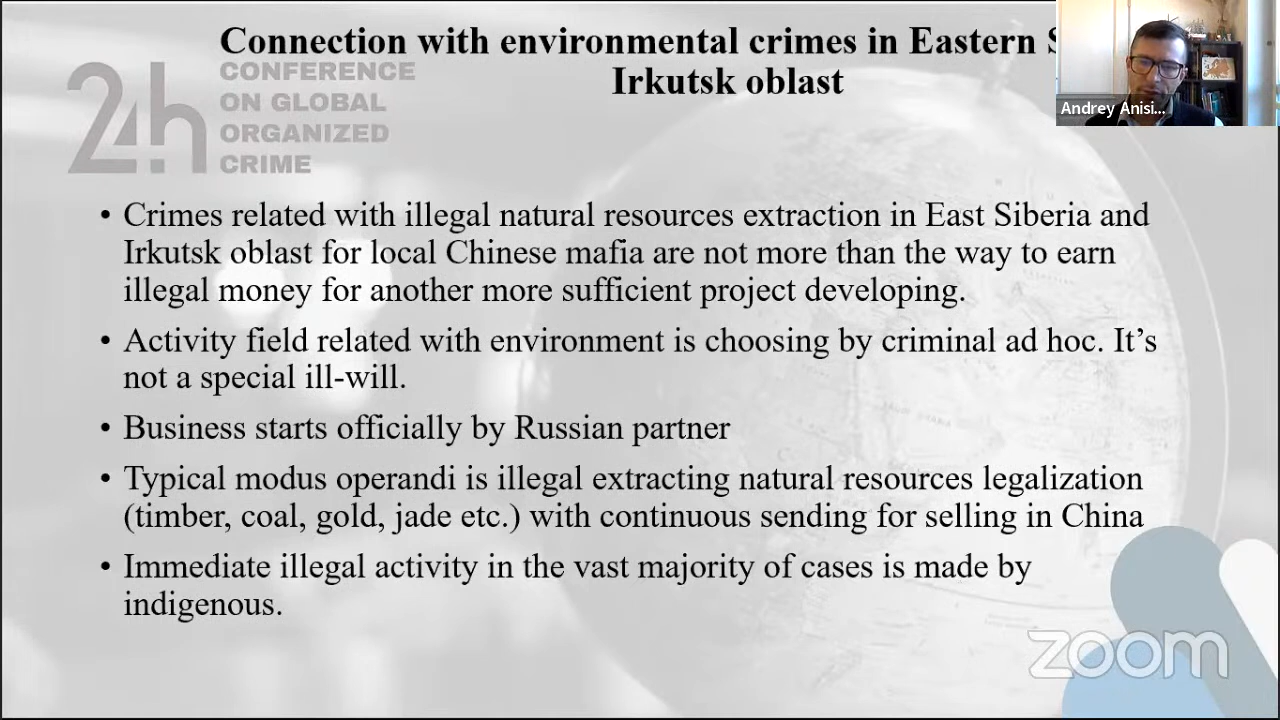 Connection with environmental crimes in Eastern
Irkutsk oblast
24h
CONFERENCE
ON GLOBAL
ORGANIZED
CRIME
Andrey Anisi...
• Crimes related with illegal natural resources extraction in East Siberia and
Irkutsk oblast for local Chinese mafia are not more than the way to earn
illegal money for another more sufficient project developing.
• Activity field related with environment is choosing by criminal ad hoc. It’s
not a special ill-will.
• Business starts officially by Russian partner
• Typical modus operandi is illegal extracting natural resources legalization
(timber, coal, gold, jade etc.) with continuous sending for selling in China
• Immediate illegal activity in the vast majority of cases is made by
indigenous.
zoom